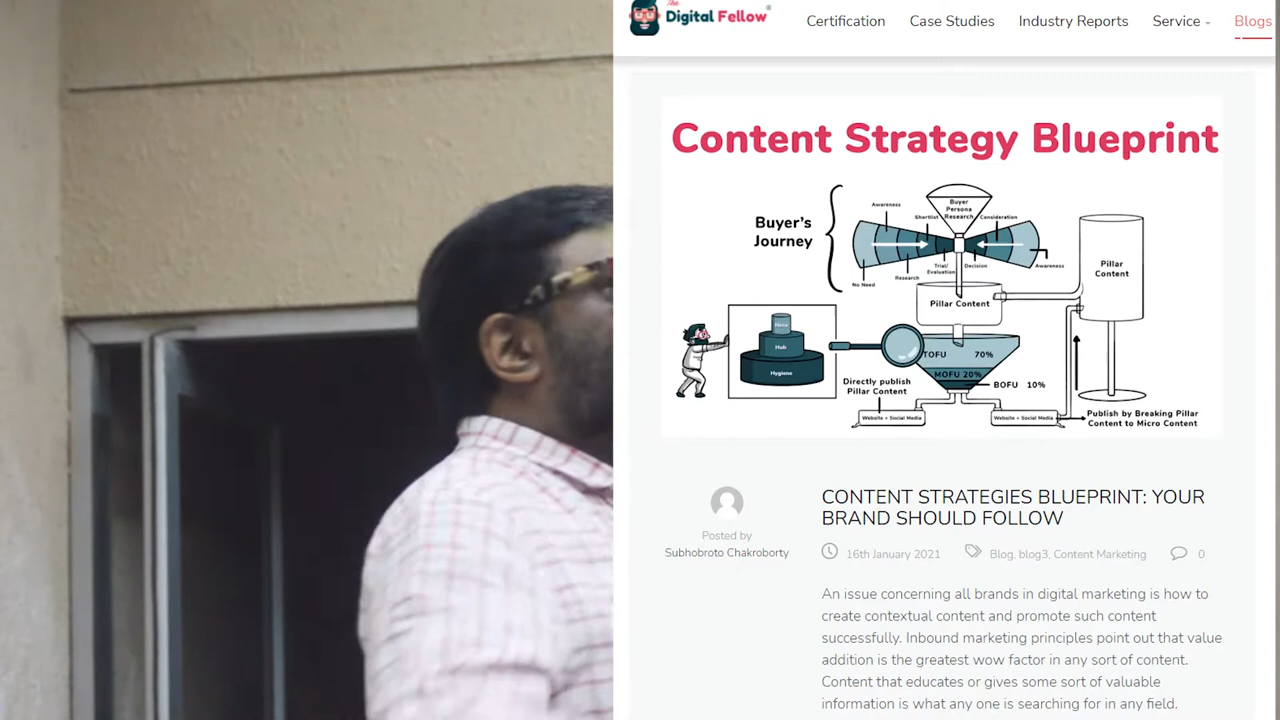 The
Digital Fellow®
Certification
Case Studies
Industry Reports
Service
Blogs
Content Strategy Blueprint
Buyer's
Journey
Awareness
Shortlist
Buyer
Persona
Research
Consideration
No Need
Research
Trial/
Evaluation
Decision
Awareness
Pillar
Content
Pillar Content
Hero
Hub
Hygiene
TOFU 70%
MOFU 20%
BOFU 10%
Directly publish
Pillar Content
Website + Social Media
Website + Social Media
Publish by Breaking Pillar
Content to Micro Content
CONTENT STRATEGIES BLUEPRINT: YOUR
BRAND SHOULD FOLLOW
Posted by
Subhobroto Chakroborty
16th January 2021
Blog, blog3, Content Marketing
0
An issue concerning all brands in digital marketing is how to
create contextual content and promote such content
successfully. Inbound marketing principles point out that value
addition is the greatest wow factor in any sort of content.
Content that educates or gives some sort of valuable
information is what any one is searching for in any field.